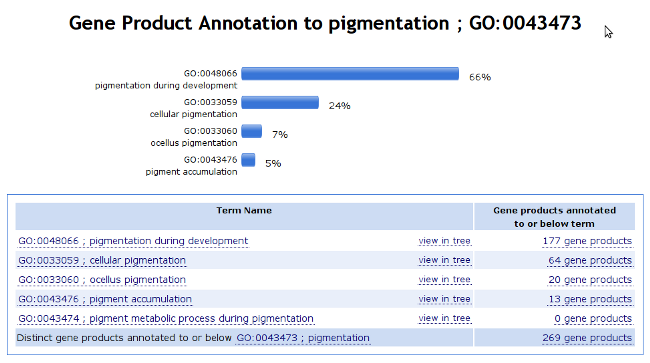 Gene Product Annotation to pigmentation ; GO:0043473
GO:0048066
pigmentation during development
66%
GO:0033059
cellular pigmentation
24%
GO:0033060
ocellus pigmentation
7%
GO:0043476
pigment accumulation
5%
Term Name
Gene products annotated
to or below term
GO:0048066 ; pigmentation during development view in tree 177 gene products
GO:0033059 ; cellular pigmentation view in tree 64 gene products
GO:0033060 ; ocellus pigmentation view in tree 20 gene products
GO:0043476 ; pigment accumulation view in tree 13 gene products
GO:0043474 ; pigment metabolic process during pigmentation view in tree 0 gene products
Distinct gene products annotated to or below GO:0043473 ; pigmentation 269 gene products